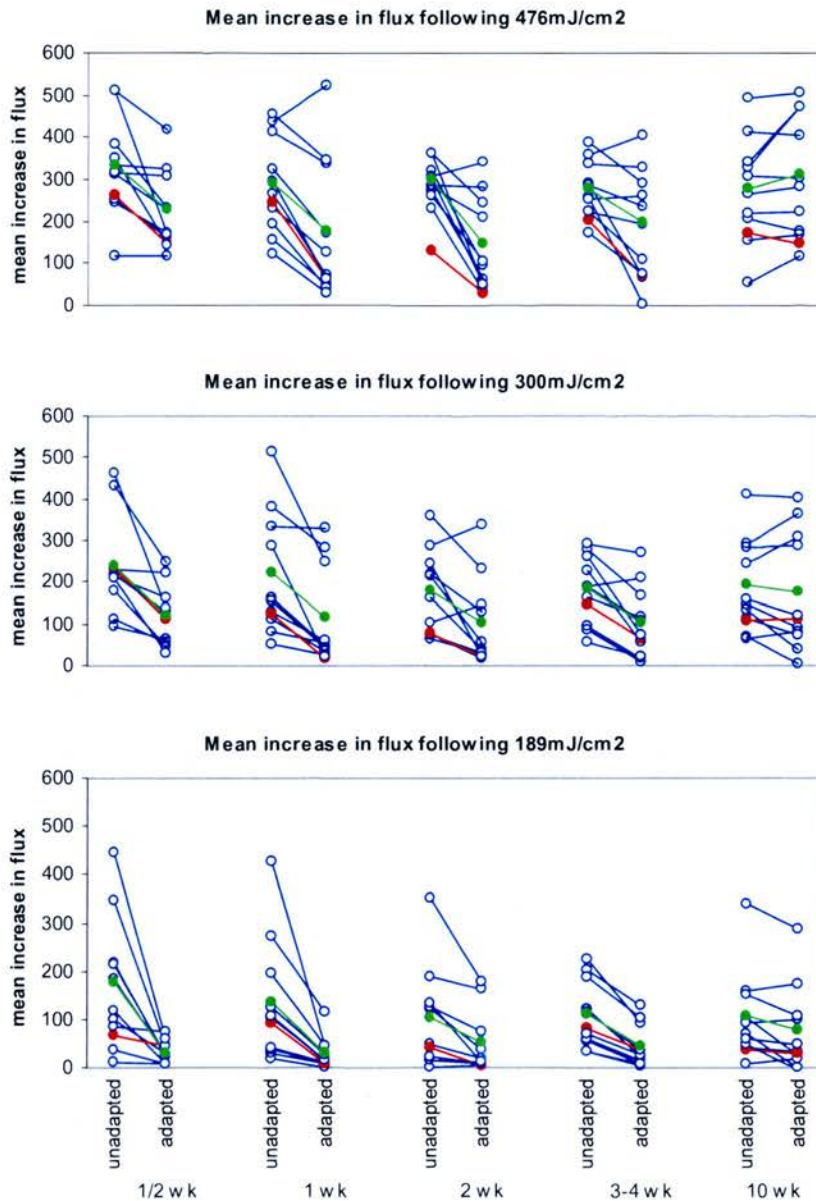 Mean increase in flux following 476mJ/cm2
mean increase in flux
600
500
400
300
200
100
0
Mean increase in flux following 300mJ/cm2
mean increase in flux
600
500
400
300
200
100
0
Mean increase in flux following 189mJ/cm2
mean increase in flux
600
500
400
300
200
100
0
unadapted
adapted
unadapted
adapted
unadapted
adapted
unadapted
adapted
unadapted
adapted
1/2 wk
1 wk
2 wk
3-4 wk
10 wk